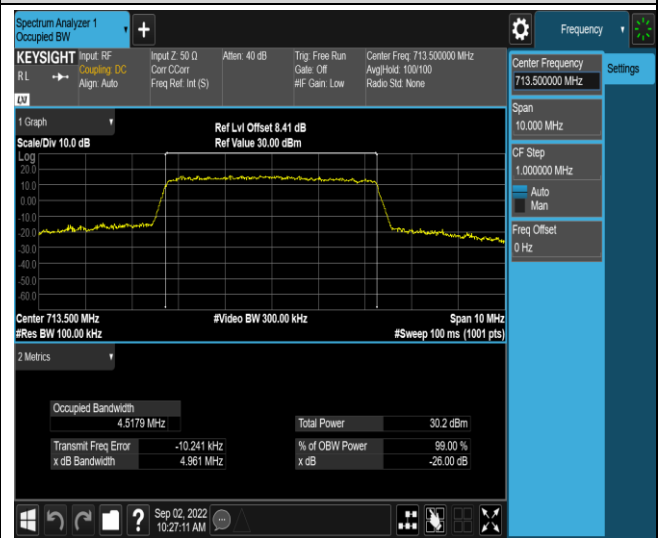 Spectrum Analyzer 1
Occupied BW
+
Frequency
KEYSIGHT
RL
LXI
Input: RF
Coupling: DC
Align: Auto
Input Z: 50 Ω
Corr CCorr
Freq Ref: Int (S)
Atten: 40 dB
Trig: Free Run
Gate: Off
#IF Gain: Low
Center Freq: 713.500000 MHz
Avg|Hold: 100/100
Radio Std: None
Center Frequency
713.500000 MHz
Settings
Span
10.000 MHz
CF Step
1.000000 MHz
Auto
Man
Freq Offset
0 Hz
1 Graph
Scale/Div 10.0 dB
Ref Lvl Offset 8.41 dB
Ref Value 30.00 dBm
Log
20.0
10.0
0.00
-10.0
-20.0
-30.0
-40.0
-50.0
-60.0
Center 713.500 MHz
#Res BW 100.00 kHz
#Video BW 300.00 kHz
Span 10 MHz
#Sweep 100 ms (1001 pts)
2 Metrics
Occupied Bandwidth
4.5179 MHz
Transmit Freq Error -10.241 kHz
x dB Bandwidth 4.961 MHz
Total Power 30.2 dBm
% of OBW Power 99.00 %
x dB -26.00 dB
?
Sep 02, 2022
10:27:11 AM